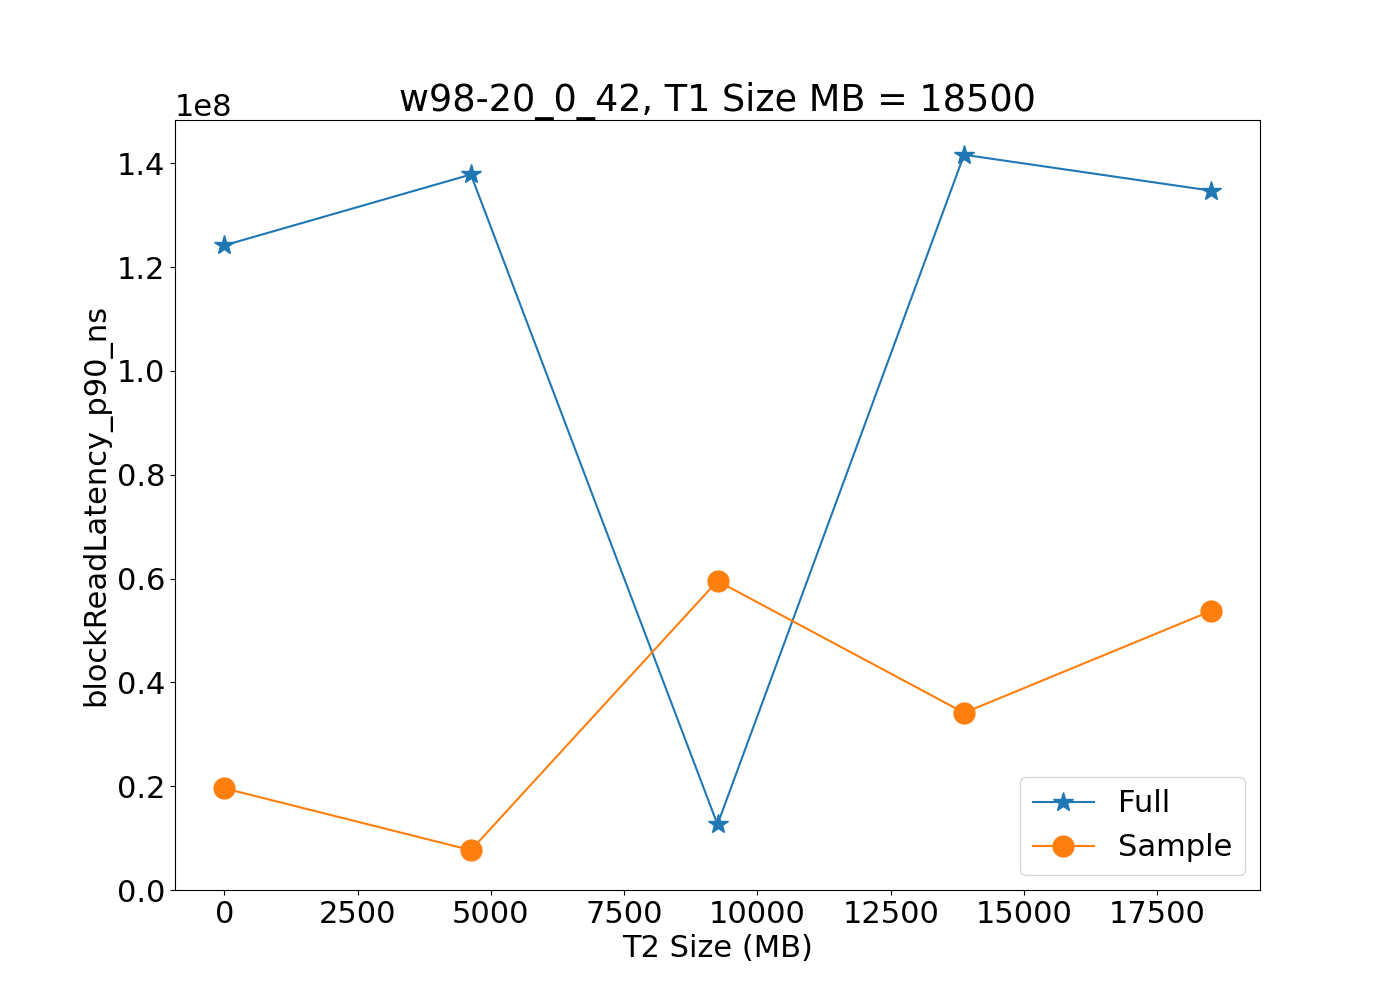 w98-20_0_42, T1 Size MB = 18500
1e8
1.4
1.2
1.0
0.8
0.6
0.4
0.2
0.0
blockReadLatency_p90_ns
0 2500 5000 7500 10000 12500 15000 17500
T2 Size (MB)
Full
Sample